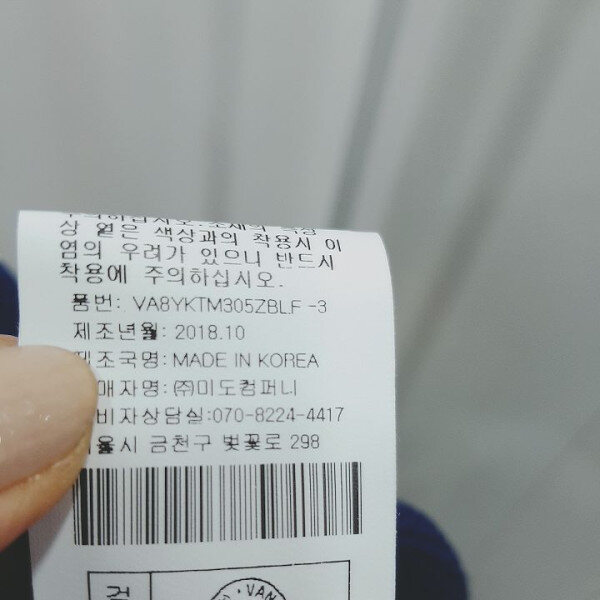 상 옅은 색상과의 착용시 이
염의 우려가 있으니 반드시
착용에 주의하십시오.
품번: VA8YKTM305ZBLF -3
제조년월: 2018.10
조국명: MADE IN KOREA
매자명: ㈜미도컴퍼니
비자상담실:070-8224-4417
울시 금천구 벚꽃로 298
검
VAN